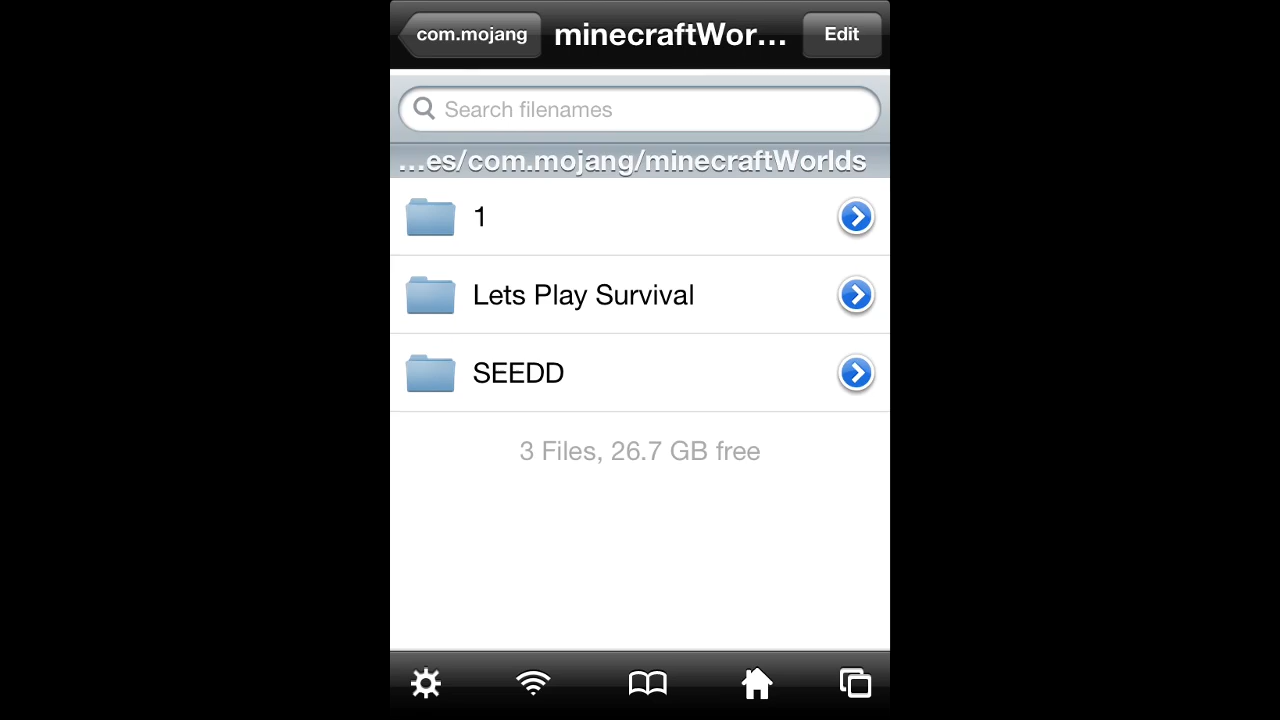 com.mojang minecraftWor... Edit
Search filenames
...es/com.mojang/minecraftWorlds
1
Lets Play Survival
SEEDD
3 Files, 26.7 GB free